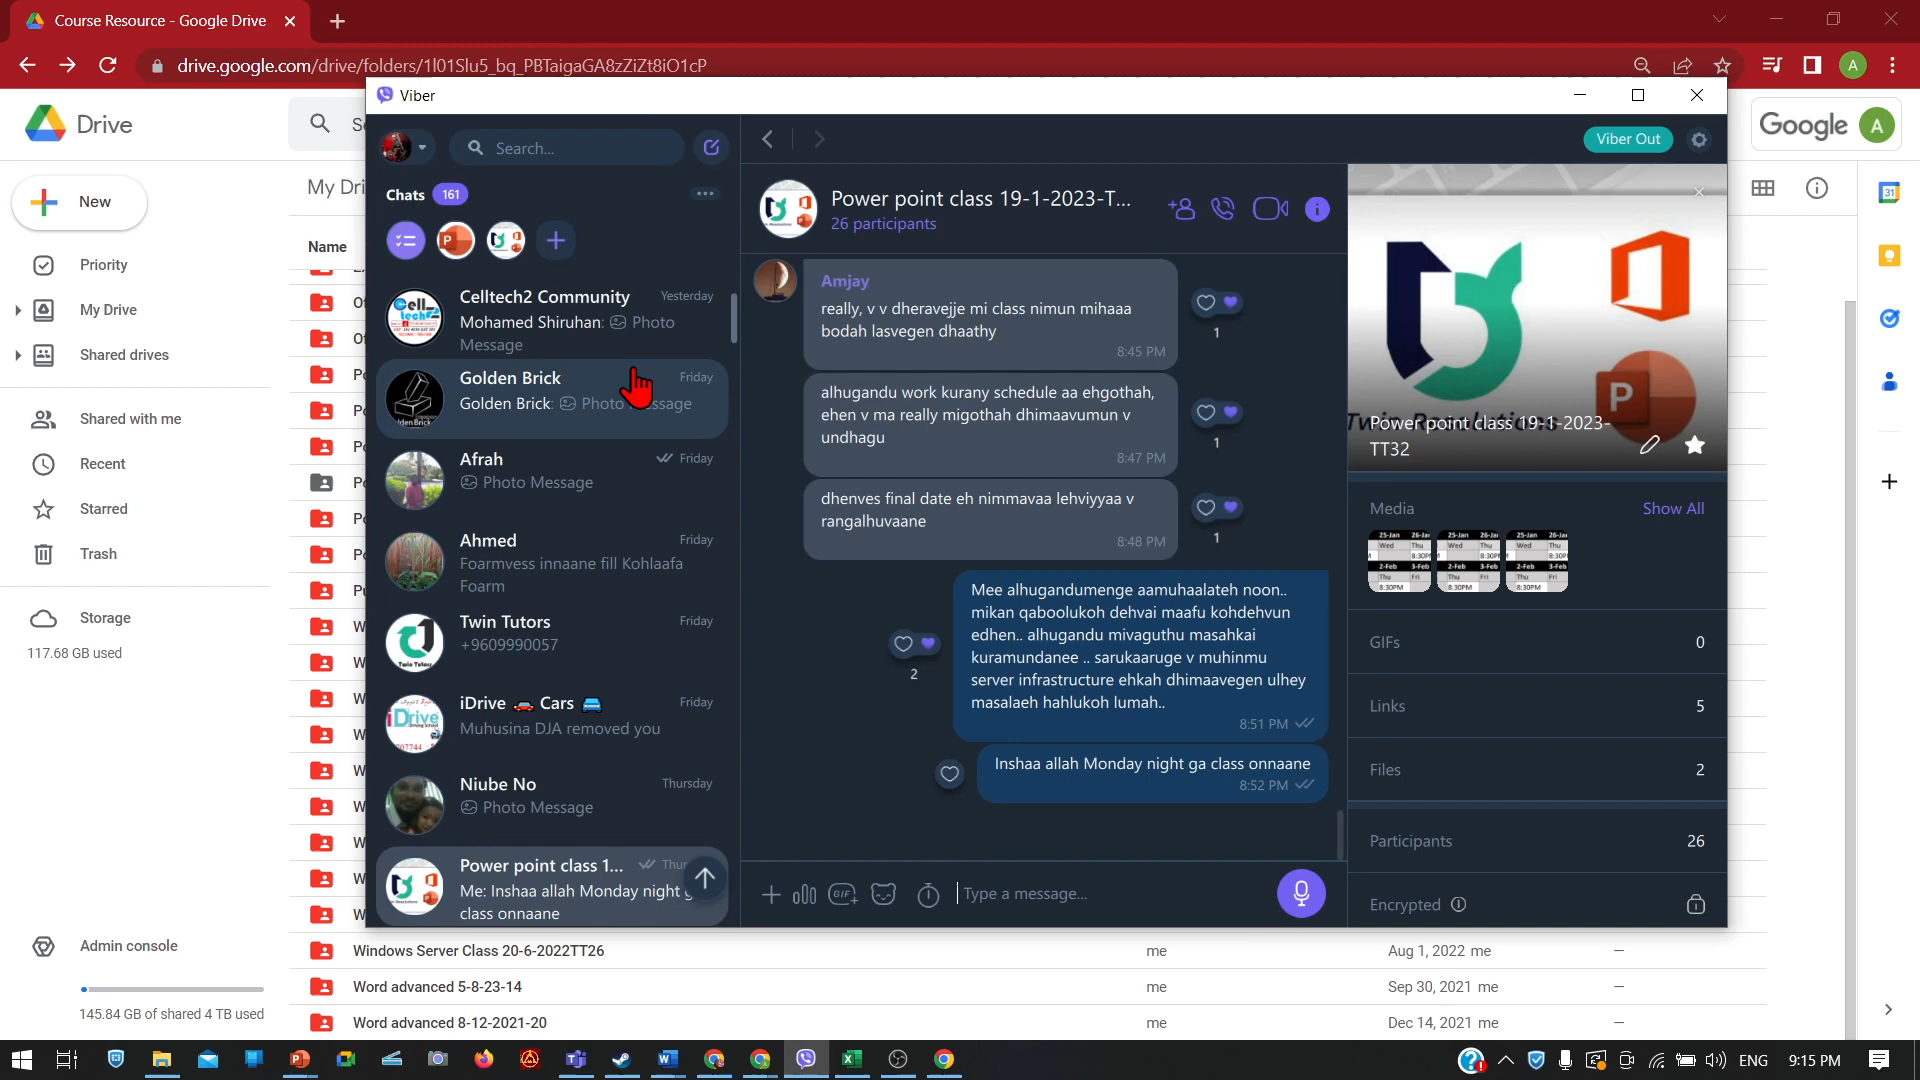 Course Resource - Google Drive
drive.google.com/drive/folders/1l01Slu5_bq_PBTaigaGA8zZiZt8iO1cP
A
Drive
Google
A
New
Priority
My Drive
Shared drives
Shared with me
Recent
Starred
Trash
Storage
117.68 GB used
Admin console
145.84 GB of shared 4 TB used
My Dri
Name
Viber
Search...
Chats 161
Celltech2 Community Yesterday
Mohamed Shiruhan: Photo
Message
Golden Brick Friday
Golden Brick: Photo
Afrah Friday
Photo Message
Ahmed Friday
Foarmvess innaane fill Kohlaafa
Foarm
Twin Tutors Friday
+9609990057
iDrive 🚗 Cars 🚘 Friday
Muhusina DJA removed you
Niube No Thursday
Photo Message
Power point class 1... Thur
Me: Inshaa allah Monday night g
class onnaane
Viber Out
Power point class 19-1-2023-T...
26 participants
Amjay
really, v v dheravejje mi class nimun mihaaa
bodah lasvegen dhaathy
8:45 PM
1
alhugandu work kurany schedule aa ehgothah,
ehen v ma really migothah dhimaavumun v
undhagu
8:47 PM
1
dhenves final date eh nimmavaa lehviyyaa v
rangalhuvaane
8:48 PM
1
Mee alhugandumenge aamuhaalateh noon..
mikan qaboolukoh dehvai maafu kohdehvun
edhen.. alhugandu mivaguthu masahkai
kuramundanee .. sarukaaruge v muhinmu
server infrastructure ehkah dhimaavegen ulhey
masalaeh hahlukoh lumah..
8:51 PM
2
Inshaa allah Monday night ga class onnaane
8:52 PM
GIF
Type a message...
Power point class 19-1-2023-
TT32
Media Show All
GIFs 0
Links 5
Files 2
Participants 26
Encrypted
Windows Server Class 20-6-2022TT26 me Aug 1, 2022 me —
Word advanced 5-8-23-14 me Sep 30, 2021 me —
Word advanced 8-12-2021-20 me Dec 14, 2021 me —
31
ENG 9:15 PM